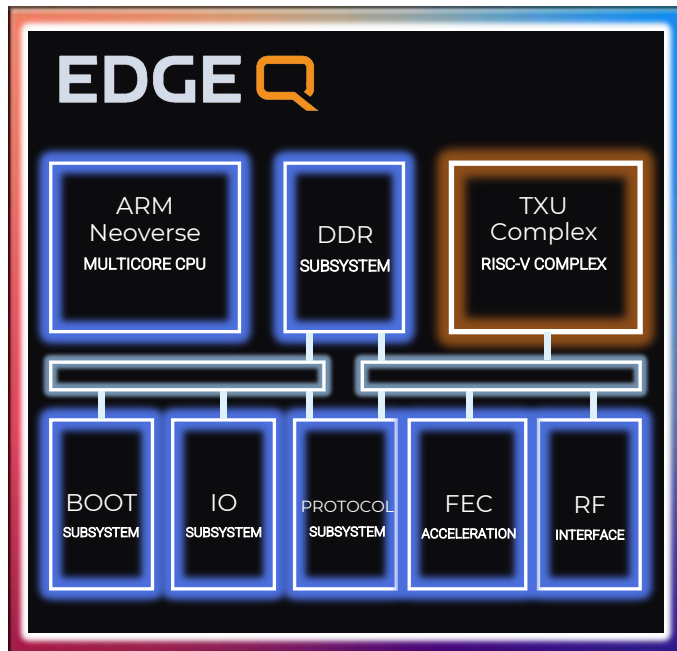 EDGE Q
ARM
Neoverse
MULTICORE CPU
DDR
SUBSYSTEM
TXU
Complex
RISC-V COMPLEX
BOOT
SUBSYSTEM
IO
SUBSYSTEM
PROTOCOL
SUBSYSTEM
FEC
ACCELERATION
RF
INTERFACE